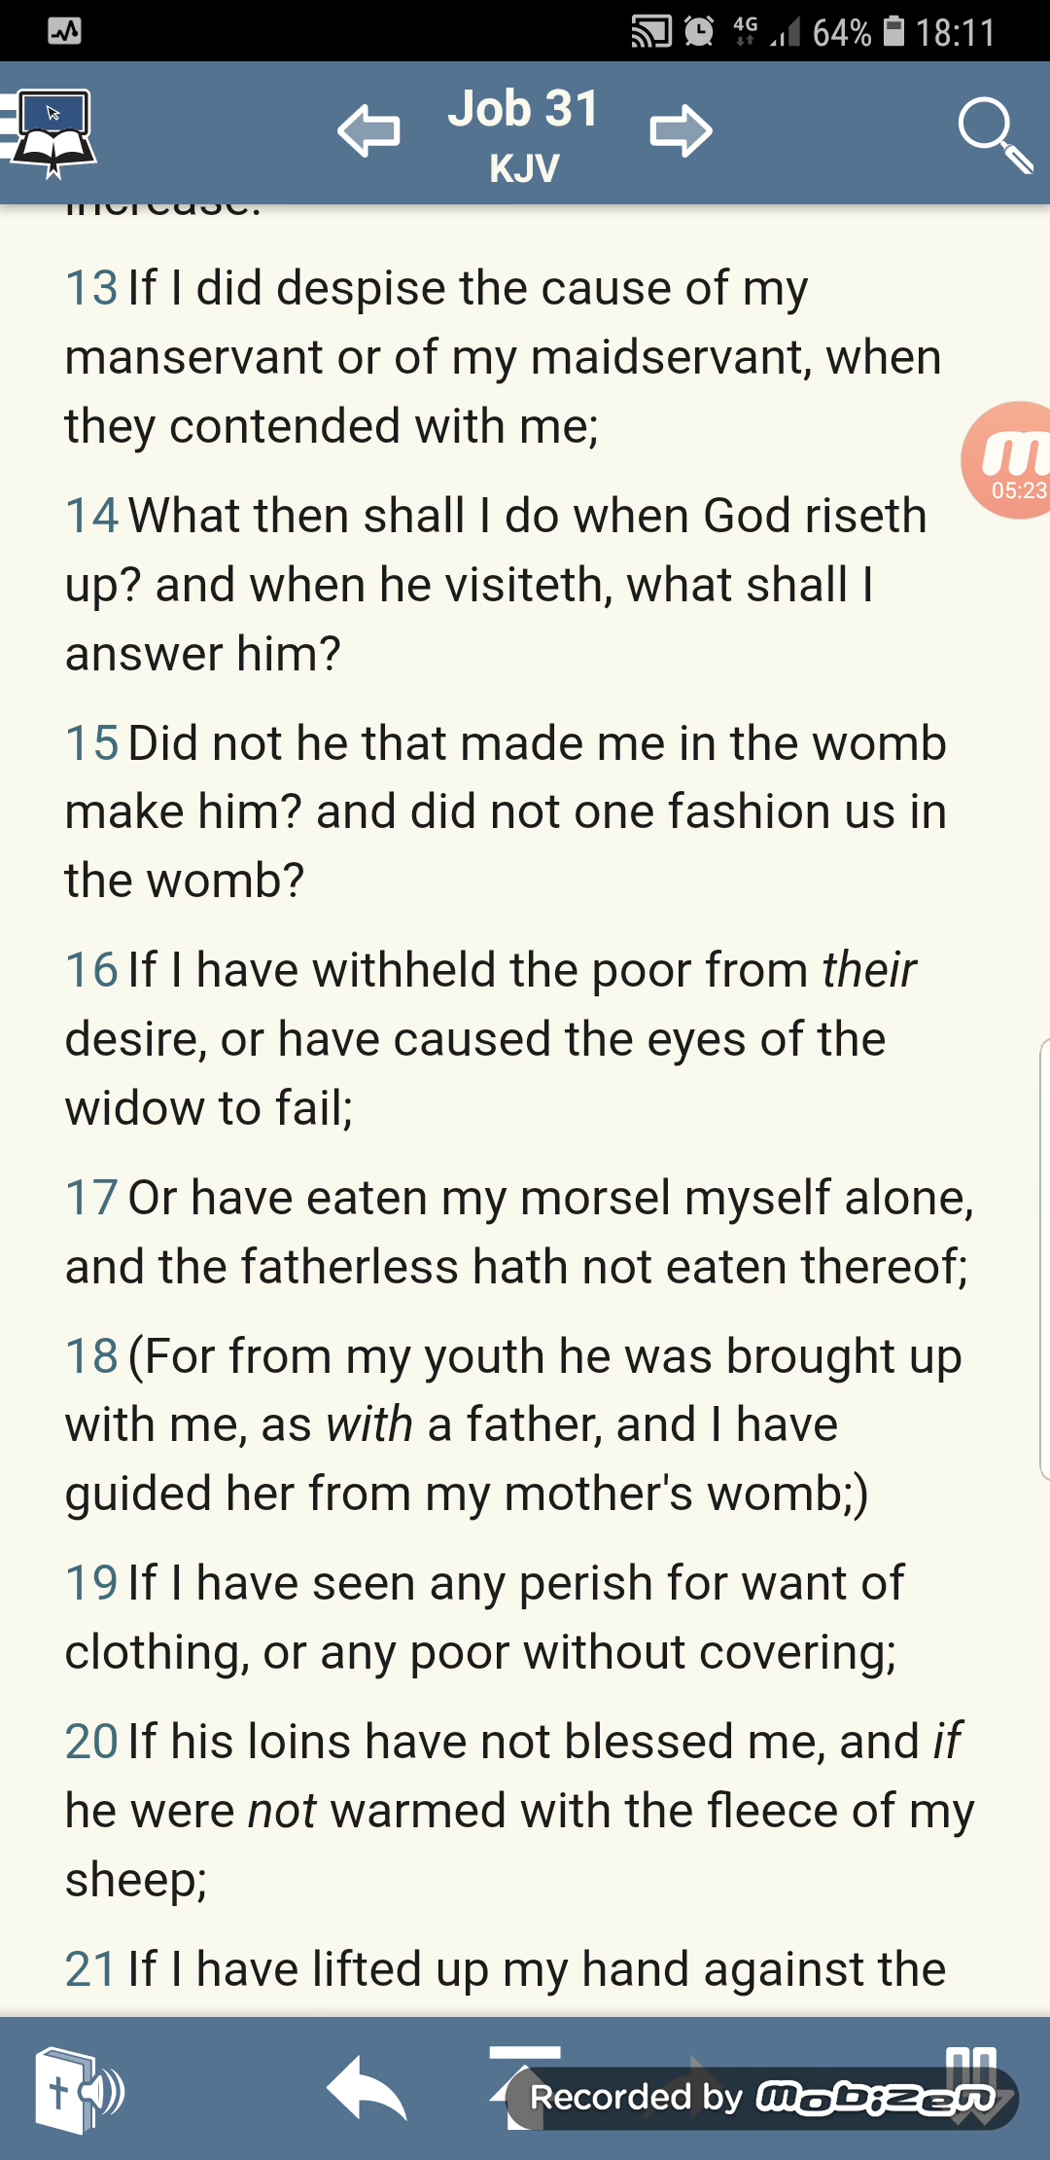 4G 64% 18:11
Job 31
KJV
increase.
13 If I did despise the cause of my
manservant or of my maidservant, when
they contended with me;
05:23
14 What then shall I do when God riseth
up? and when he visiteth, what shall I
answer him?
15 Did not he that made me in the womb
make him? and did not one fashion us in
the womb?
16 If I have withheld the poor from their
desire, or have caused the eyes of the
widow to fail;
17 Or have eaten my morsel myself alone,
and the fatherless hath not eaten thereof;
18 (For from my youth he was brought up
with me, as with a father, and I have
guided her from my mother's womb;)
19 If I have seen any perish for want of
clothing, or any poor without covering;
20 If his loins have not blessed me, and if
he were not warmed with the fleece of my
sheep;
21 If I have lifted up my hand against the
Recorded by mobizen